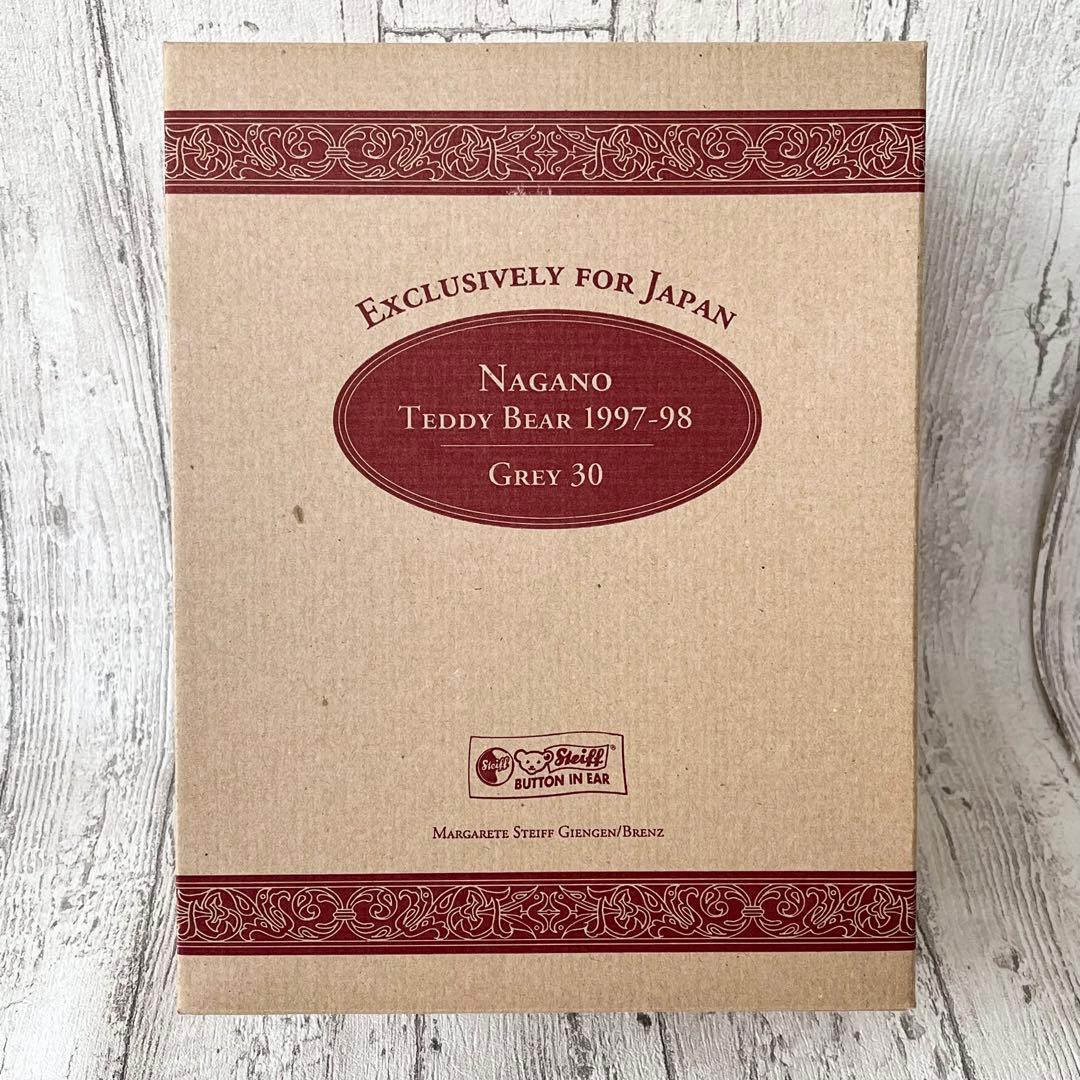 Exclusively for Japan
Nagano
Teddy Bear 1997-98
Grey 30
Steiff Steiff®
BUTTON IN EAR
Margarete Steiff Giengen/Brenz